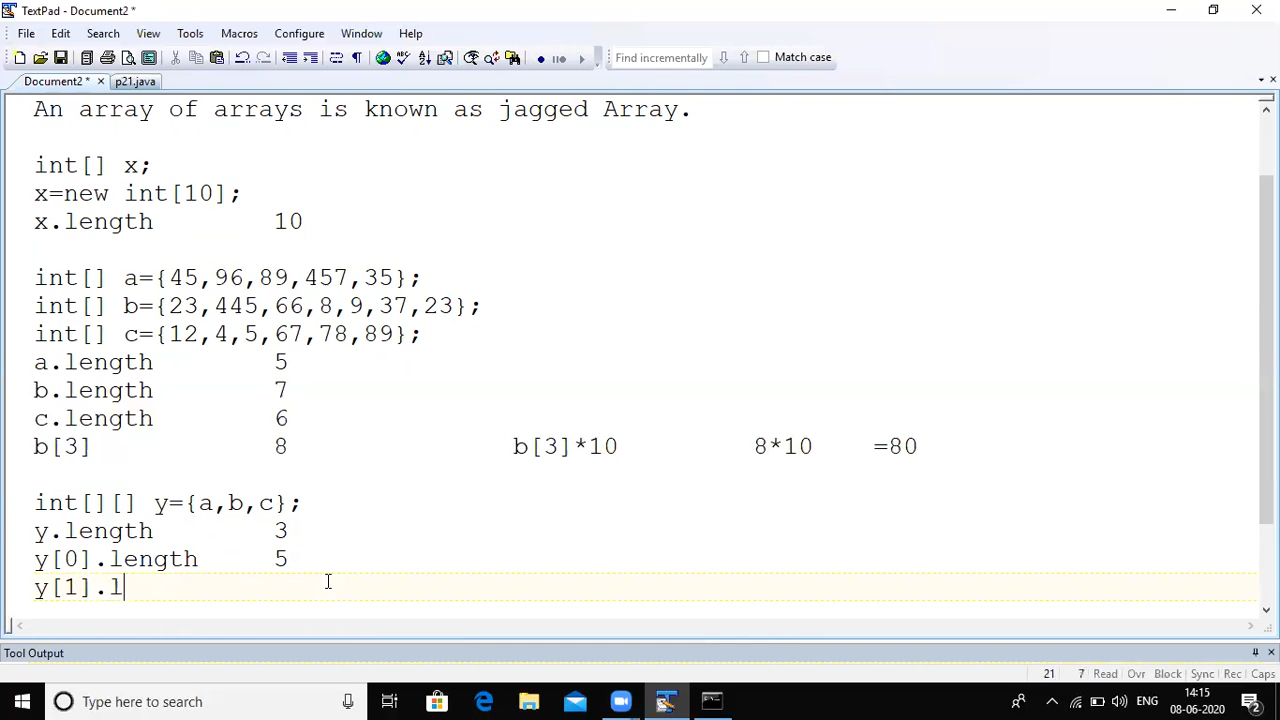 TextPad - Document2 *
File Edit Search View Tools Macros Configure Window Help
Find incrementally Match case
Document2 * p21.java
An array of arrays is known as jagged Array.
int[] x;
x=new int[10];
x.length 10
int[] a={45,96,89,457,35};
int[] b={23,445,66,8,9,37,23};
int[] c={12,4,5,67,78,89};
a.length 5
b.length 7
c.length 6
b[3] 8 b[3]*10 8*10 =80
int[][] y={a,b,c};
y.length 3
y[0].length 5
y[1].l
Tool Output
21 7 Read Ovr Block Sync Rec Caps
Type here to search ENG 14:15
08-06-2020 2